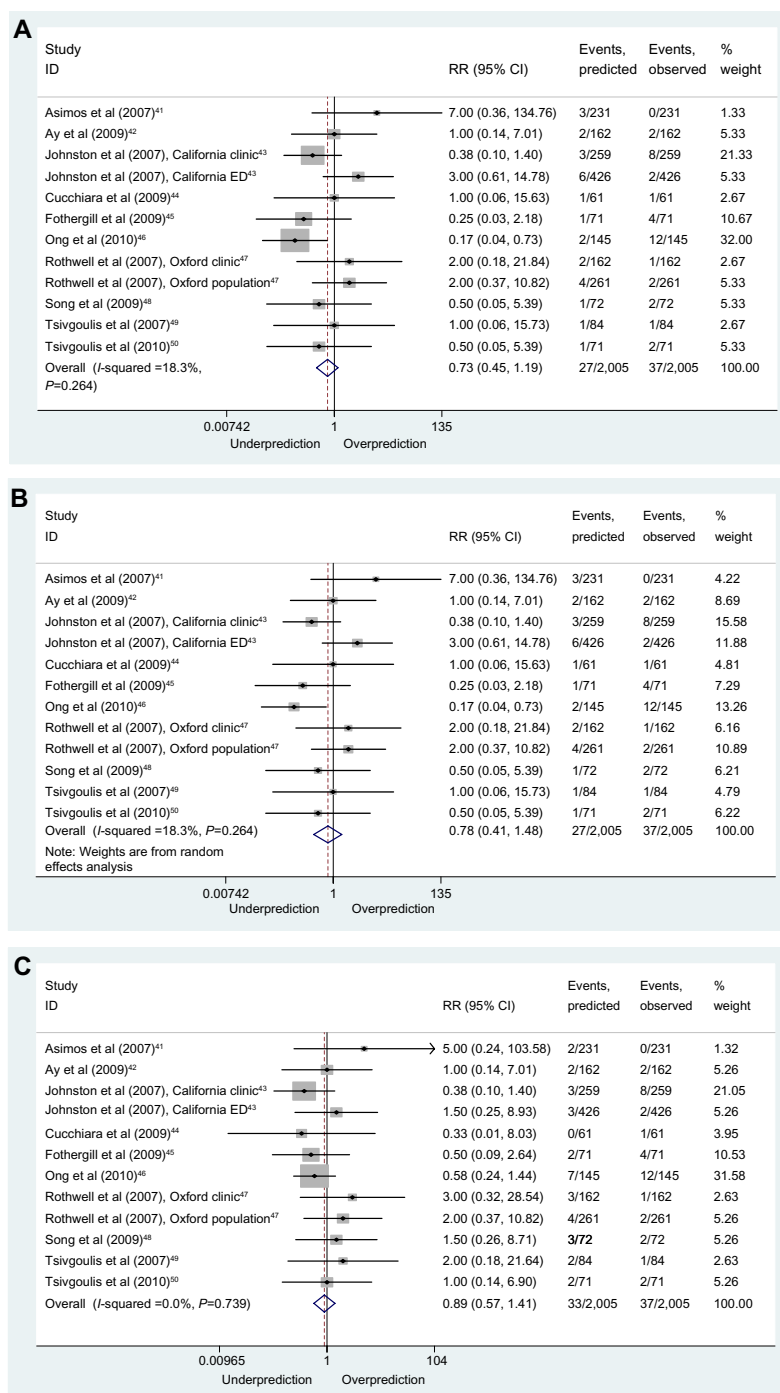 A
Study Events, Events, %
ID RR (95% CI) predicted observed weight
Asimos et al (2007)⁴¹ 7.00 (0.36, 134.76) 3/231 0/231 1.33
Ay et al (2009)⁴² 1.00 (0.14, 7.01) 2/162 2/162 5.33
Johnston et al (2007), California clinic⁴³ 0.38 (0.10, 1.40) 3/259 8/259 21.33
Johnston et al (2007), California ED⁴³ 3.00 (0.61, 14.78) 6/426 2/426 5.33
Cucchiara et al (2009)⁴⁴ 1.00 (0.06, 15.63) 1/61 1/61 2.67
Fothergill et al (2009)⁴⁵ 0.25 (0.03, 2.18) 1/71 4/71 10.67
Ong et al (2010)⁴⁶ 0.17 (0.04, 0.73) 2/145 12/145 32.00
Rothwell et al (2007), Oxford clinic⁴⁷ 2.00 (0.18, 21.84) 2/162 1/162 2.67
Rothwell et al (2007), Oxford population⁴⁷ 2.00 (0.37, 10.82) 4/261 2/261 5.33
Song et al (2009)⁴⁸ 0.50 (0.05, 5.39) 1/72 2/72 5.33
Tsivgoulis et al (2007)⁴⁹ 1.00 (0.06, 15.73) 1/84 1/84 2.67
Tsivgoulis et al (2010)⁵⁰ 0.50 (0.05, 5.39) 1/71 2/71 5.33
Overall (I-squared =18.3%, 0.73 (0.45, 1.19) 27/2,005 37/2,005 100.00
P=0.264)
0.00742 1 135
Underprediction Overprediction
B
Study Events, Events, %
ID RR (95% CI) predicted observed weight
Asimos et al (2007)⁴¹ 7.00 (0.36, 134.76) 3/231 0/231 4.22
Ay et al (2009)⁴² 1.00 (0.14, 7.01) 2/162 2/162 8.69
Johnston et al (2007), California clinic⁴³ 0.38 (0.10, 1.40) 3/259 8/259 15.58
Johnston et al (2007), California ED⁴³ 3.00 (0.61, 14.78) 6/426 2/426 11.88
Cucchiara et al (2009)⁴⁴ 1.00 (0.06, 15.63) 1/61 1/61 4.81
Fothergill et al (2009)⁴⁵ 0.25 (0.03, 2.18) 1/71 4/71 7.29
Ong et al (2010)⁴⁶ 0.17 (0.04, 0.73) 2/145 12/145 13.26
Rothwell et al (2007), Oxford clinic⁴⁷ 2.00 (0.18, 21.84) 2/162 1/162 6.16
Rothwell et al (2007), Oxford population⁴⁷ 2.00 (0.37, 10.82) 4/261 2/261 10.89
Song et al (2009)⁴⁸ 0.50 (0.05, 5.39) 1/72 2/72 6.21
Tsivgoulis et al (2007)⁴⁹ 1.00 (0.06, 15.73) 1/84 1/84 4.79
Tsivgoulis et al (2010)⁵⁰ 0.50 (0.05, 5.39) 1/71 2/71 6.22
Overall (I-squared =18.3%, P=0.264) 0.78 (0.41, 1.48) 27/2,005 37/2,005 100.00
Note: Weights are from random
effects analysis
0.00742 1 135
Underprediction Overprediction
C
Study Events, Events, %
ID RR (95% CI) predicted observed weight
Asimos et al (2007)⁴¹ 5.00 (0.24, 103.58) 2/231 0/231 1.32
Ay et al (2009)⁴² 1.00 (0.14, 7.01) 2/162 2/162 5.26
Johnston et al (2007), California clinic⁴³ 0.38 (0.10, 1.40) 3/259 8/259 21.05
Johnston et al (2007), California ED⁴³ 1.50 (0.25, 8.93) 3/426 2/426 5.26
Cucchiara et al (2009)⁴⁴ 0.33 (0.01, 8.03) 0/61 1/61 3.95
Fothergill et al (2009)⁴⁵ 0.50 (0.09, 2.64) 2/71 4/71 10.53
Ong et al (2010)⁴⁶ 0.58 (0.24, 1.44) 7/145 12/145 31.58
Rothwell et al (2007), Oxford clinic⁴⁷ 3.00 (0.32, 28.54) 3/162 1/162 2.63
Rothwell et al (2007), Oxford population⁴⁷ 2.00 (0.37, 10.82) 4/261 2/261 5.26
Song et al (2009)⁴⁸ 1.50 (0.26, 8.71) 3/72 2/72 5.26
Tsivgoulis et al (2007)⁴⁹ 2.00 (0.18, 21.64) 2/84 1/84 2.63
Tsivgoulis et al (2010)⁵⁰ 1.00 (0.14, 6.90) 2/71 2/71 5.26
Overall (I-squared =0.0%, P=0.739) 0.89 (0.57, 1.41) 33/2,005 37/2,005 100.00
0.00965 1 104
Underprediction Overprediction